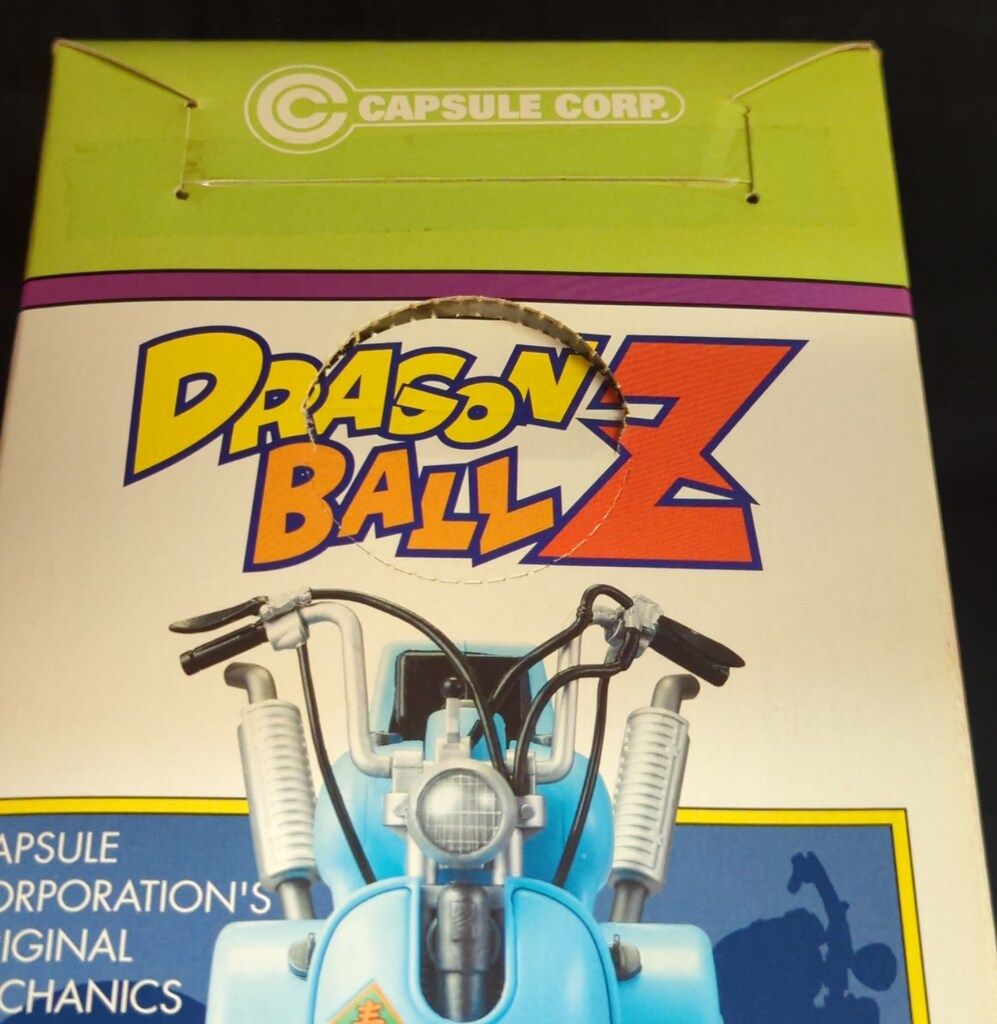 CAPSULE CORP.
DRAGON
BALL Z
APSULE
ORPORATION'S
IGINAL
CHANICS